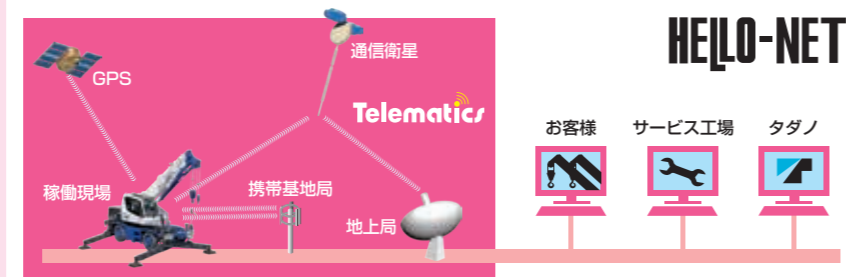 HELLO-NET
通信衛星
GPS
Telematics
お客様 サービス工場 タダノ
稼働現場
携帯基地局
地上局